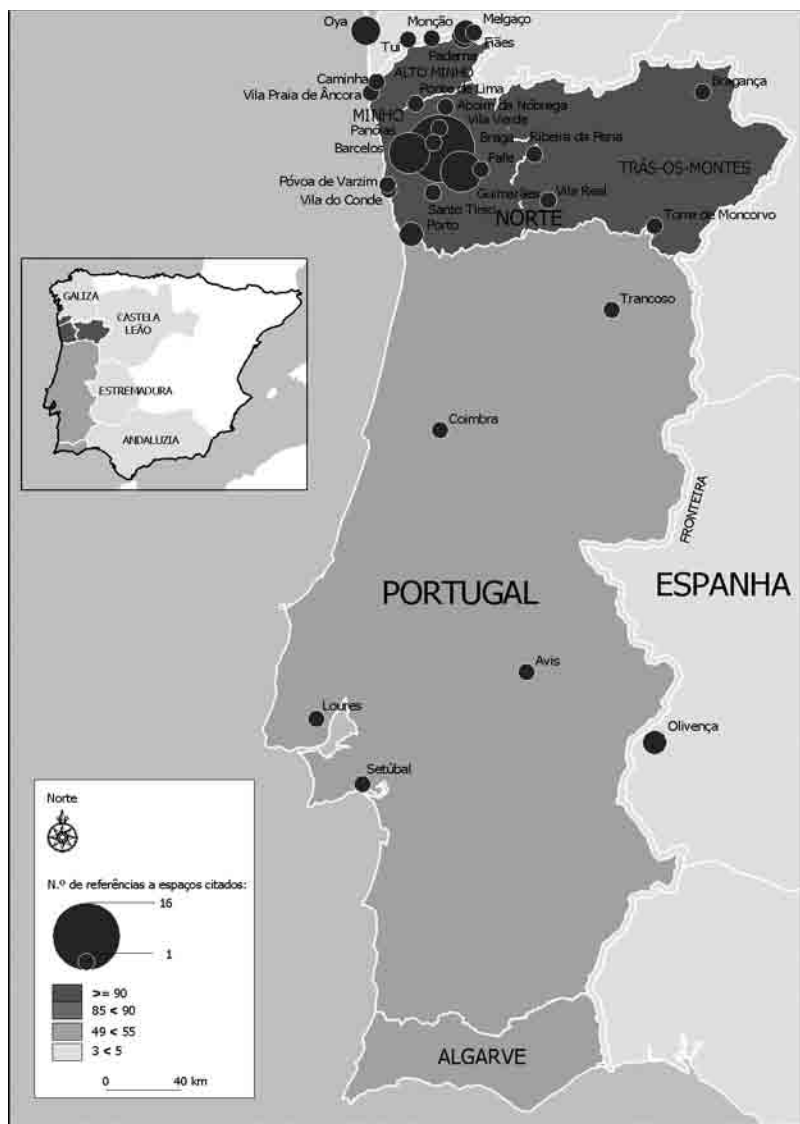 Oya
Monção
Melgaço
Tui
Fiães
Paderne
Caminha
ALTO MINHO
Bragança
Vila Praia de Âncora
Ponte de Lima
Aboim da Nóbrega
MINHO
Vila Verde
Panóias
Braga
Ribeira da Pena
Barcelos
Fafe
TRÁS-OS-MONTES
Póvoa de Varzim
Guimarães
Vila Real
Vila do Conde
Santo Tirso
NORTE
Porto
Torre de Moncorvo
GALIZA
CASTELA
LEÃO
ESTREMADURA
ANDALUZIA
Trancoso
Coimbra
FRONTEIRA
PORTUGAL
ESPANHA
Avis
Loures
Olivença
Setúbal
Norte
N.º de referências a espaços citados:
16
1
>= 90
85 < 90
49 < 55
3 < 5
0 40 km
ALGARVE